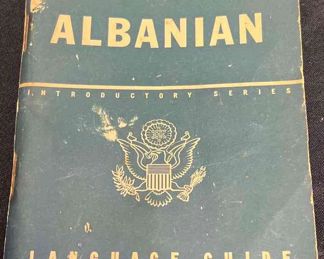 ALBANIAN
INTRODUCTORY SERIES
LANGUAGE GUIDE